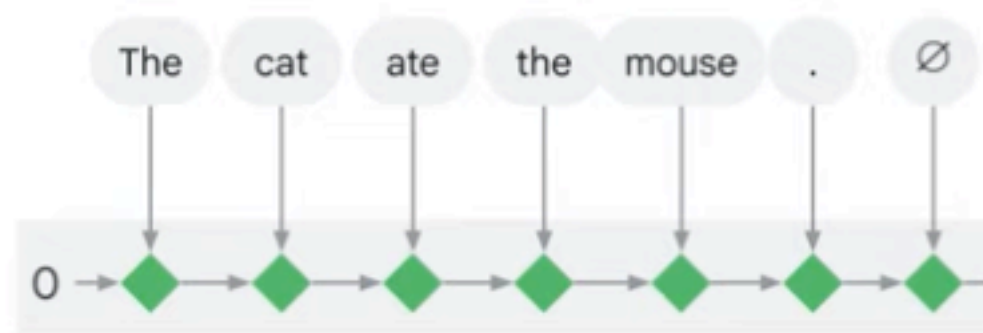 The cat ate the mouse . ∅
0